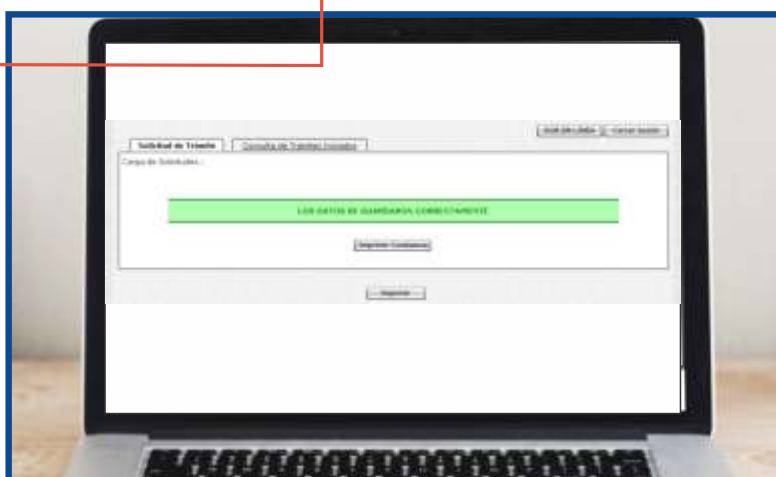 Cerrar Sesión
Solicitud de Trámite
Consulta de Trámites Iniciados
Carga de Solicitudes
LOS DATOS SE GUARDARON CORRECTAMENTE
Imprimir Constancia
Imprimir